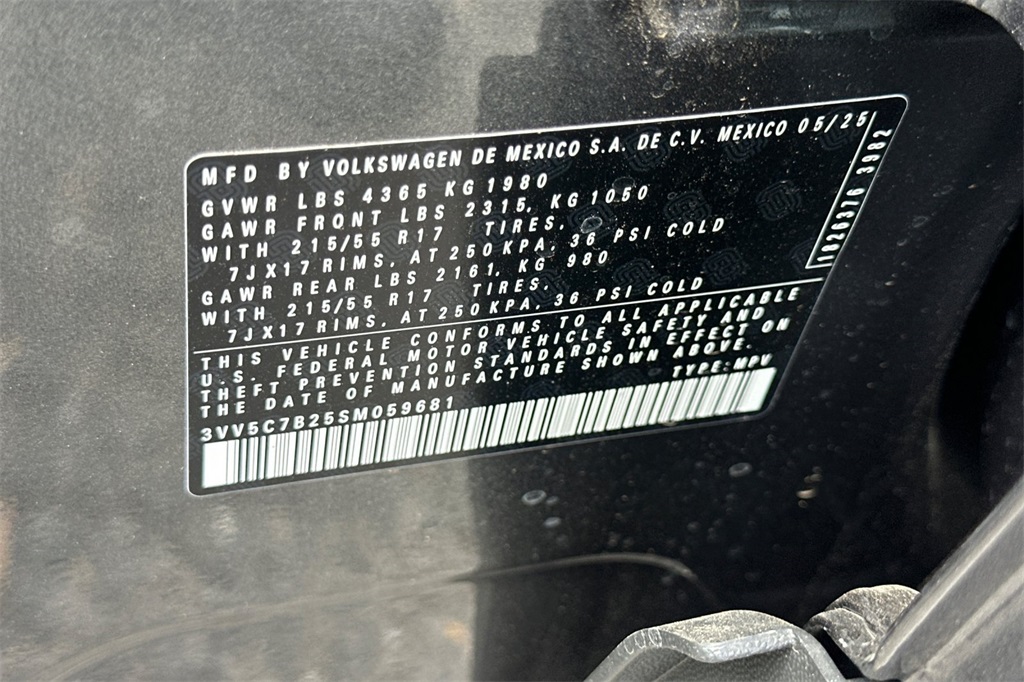 MFD BY VOLKSWAGEN DE MEXICO S.A. DE C.V. MEXICO 05/25
GVWR LBS 4365 KG 1980
GAWR FRONT LBS 2315, KG 1050
WITH 215/55 R17 TIRES,
7JX17 RIMS, AT 250 KPA, 36 PSI COLD
GAWR REAR LBS 2161, KG 980
WITH 215/55 R17 TIRES,
7JX17 RIMS, AT 250 KPA, 36 PSI COLD
1826376 3982
THIS VEHICLE CONFORMS TO ALL APPLICABLE
U.S. FEDERAL MOTOR VEHICLE SAFETY AND
THEFT PREVENTION STANDARDS IN EFFECT ON
THE DATE OF MANUFACTURE SHOWN ABOVE.
TYPE: MPV
3VV5C7B25SM059681